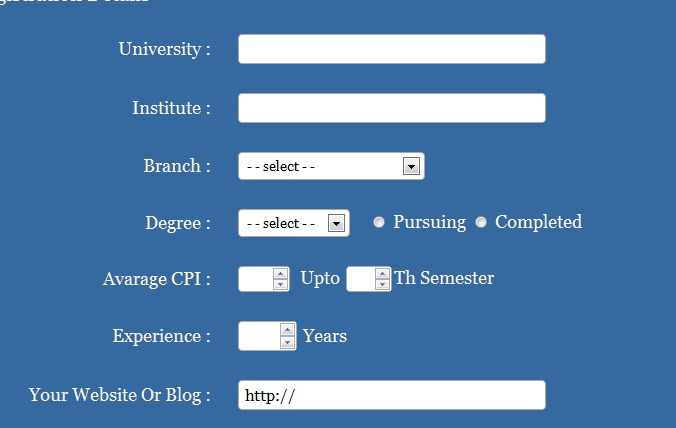 University :
Institute :
Branch : - - select - -
Degree : - - select - - Pursuing Completed
Avarage CPI : Upto Th Semester
Experience : Years
Your Website Or Blog : http://